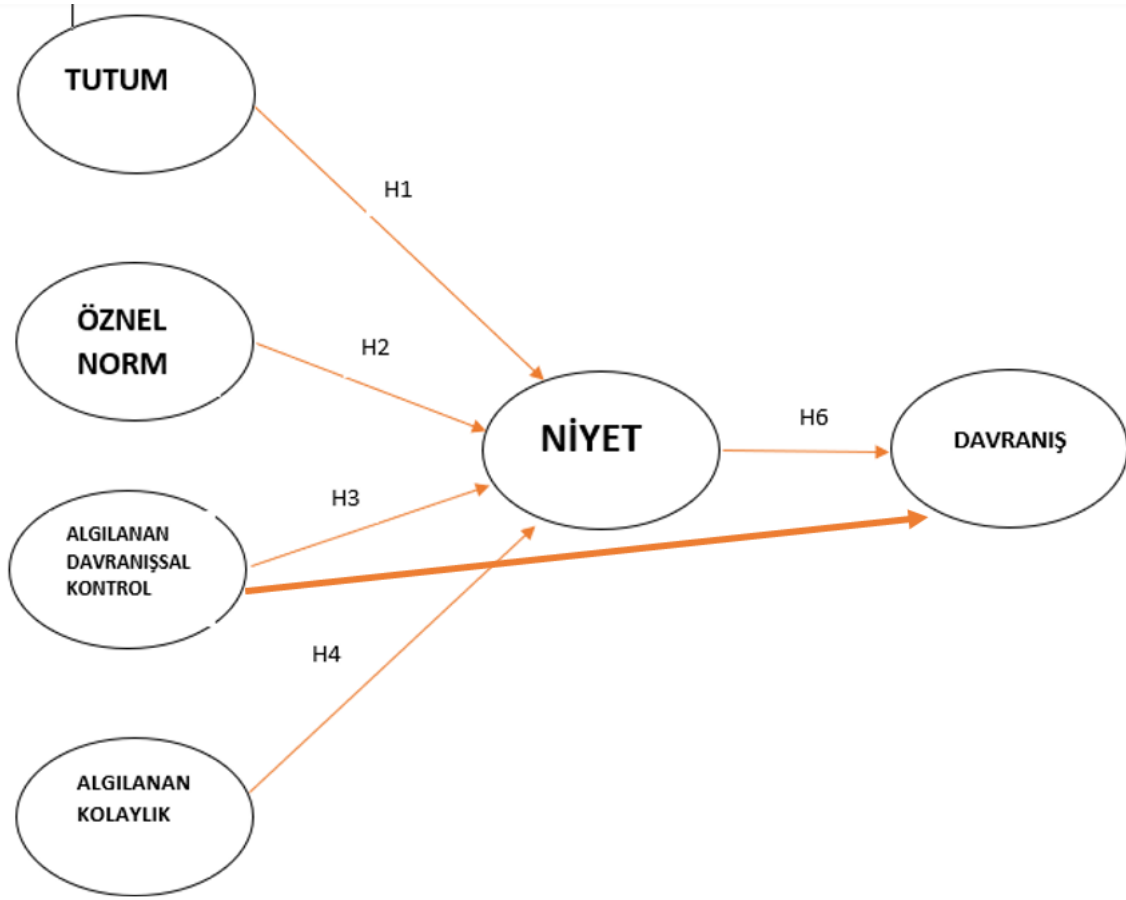 TUTUM
H1
ÖZNEL
NORM
H2
NİYET
H6
DAVRANIŞ
H3
ALGILANAN
DAVRANIŞSAL
KONTROL
H4
ALGILANAN
KOLAYLIK